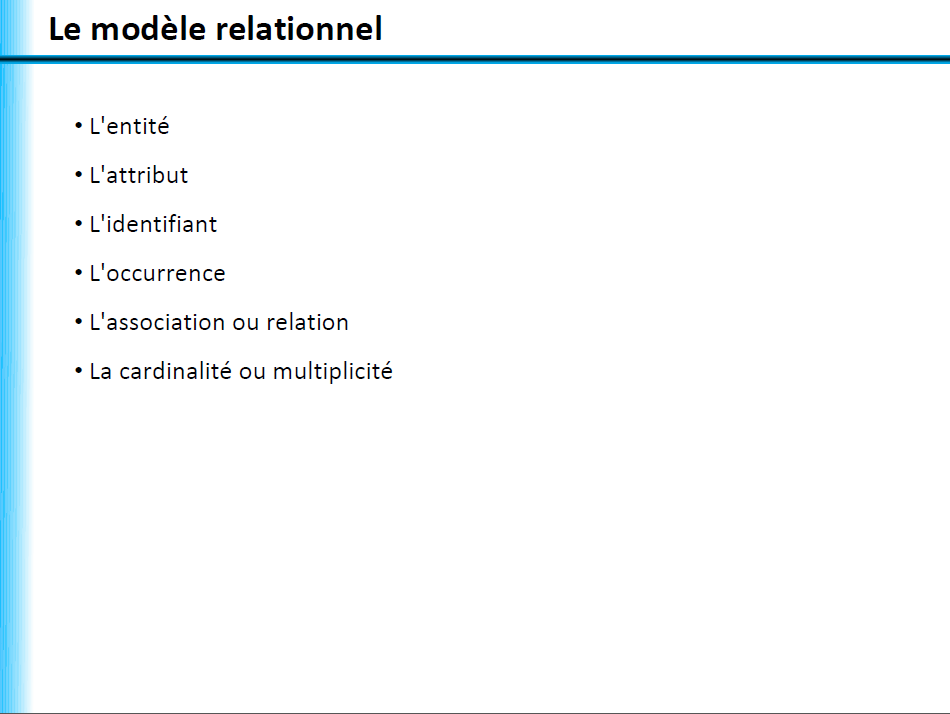 Le modèle relationnel
• L'entité
• L'attribut
• L'identifiant
• L'occurrence
• L'association ou relation
• La cardinalité ou multiplicité